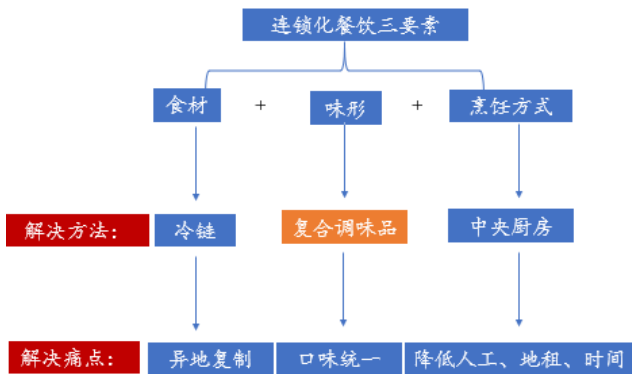 连锁化餐饮三要素
食材 + 味形 + 烹饪方式
解决方法: 冷链 复合调味品 中央厨房
解决痛点: 异地复制 口味统一 降低人工、地租、时间